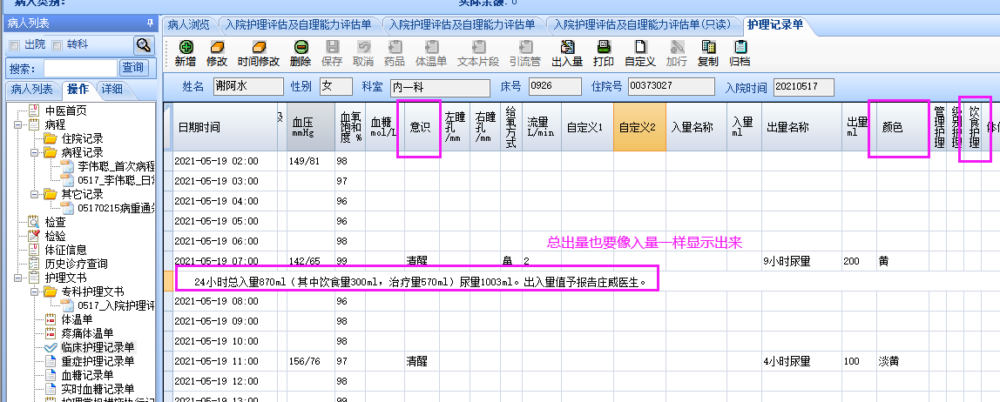 病人类别：
实际余额：0
病人列表
出院 转科
搜索： 查询
病人列表 操作 详细
病人浏览 入院护理评估及自理能力评估单 入院护理评估及自理能力评估单 入院护理评估及自理能力评估单(只读) 护理记录单
新增 修改 时间修改 删除 保存 取消 药品 体温单 文本片段 引流管 出入量 打印 自定义 加行 复制 归档
姓名 谢阿水 性别 女 科室 内一科 床号 0926 住院号 00373027 入院时间 20210517
中医首页
病程
住院记录
病程记录
李伟聪_首次病程
0517_李伟聪_日常
其它记录
05170215病重通知
检查
检验
体征信息
历史诊疗查询
护理文书
专科护理文书
0517_入院护理评
体温单
疼痛体温单
临床护理记录单
重症护理记录单
血糖记录单
实时血糖记录单
日期时间 血压mmHg 血氧饱和度% 血糖mol/L 意识 左瞳孔/mm 右瞳孔/mm 给氧方式 流量L/min 自定义1 自定义2 入量名称 入量ml 出量名称 出量ml 颜色 管理护理 级别护理 饮食护理
2021-05-19 02:00 149/81 98
2021-05-19 03:00 97
2021-05-19 04:00 96
2021-05-19 05:00 96
2021-05-19 06:00 98
总出量也要像入量一样显示出来
2021-05-19 07:00 142/65 99 清醒 鼻 2 9小时尿量 200 黄
24小时总入量870ml（其中饮食量300ml，治疗量570ml）尿量1003ml。出入量值予报告庄威医生。
2021-05-19 08:00 96
2021-05-19 09:00 98
2021-05-19 10:00 98
2021-05-19 11:00 156/76 97 清醒 4小时尿量 100 淡黄
2021-05-19 12:00 98
2021-05-19 13:00 99